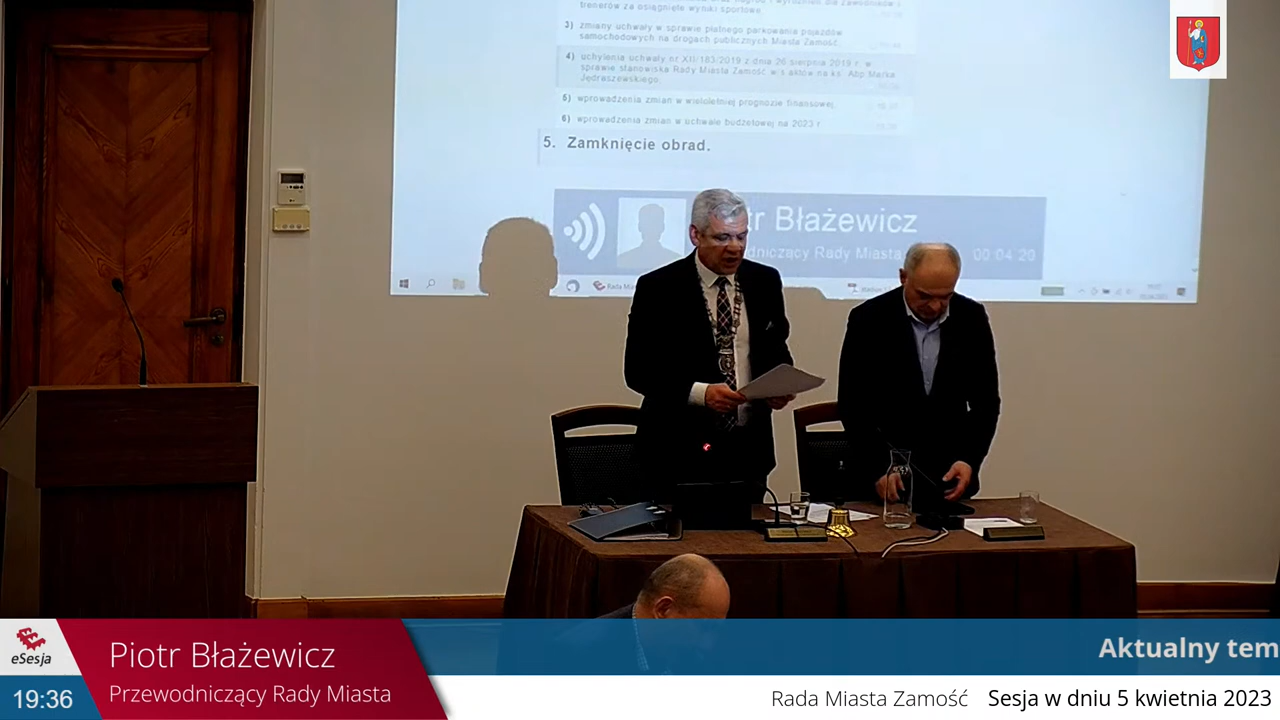 trenerów za osiągnięte wyniki sportowe.
3) zmiany uchwały w sprawie płatnego parkowania pojazdów
samochodowych na drogach publicznych Miasta Zamość.
4) uchylenia uchwały nr XII/183/2019 z dnia 26 sierpnia 2019 r. w
sprawie stanowiska Rady Miasta Zamość w s aktów na ks. Abp Marka
Jędraszewskiego.
5) wprowadzenia zmian w wieloletniej prognozie finansowej.
6) wprowadzenia zmian w uchwale budżetowej na 2023 r.
5. Zamknięcie obrad.
tr Błażewicz
dniczący Rady Miasta 00:04:20
Rada Mia
eSesja
19:36
Piotr Błażewicz
Przewodniczący Rady Miasta
Aktualny tem
Rada Miasta Zamość Sesja w dniu 5 kwietnia 2023